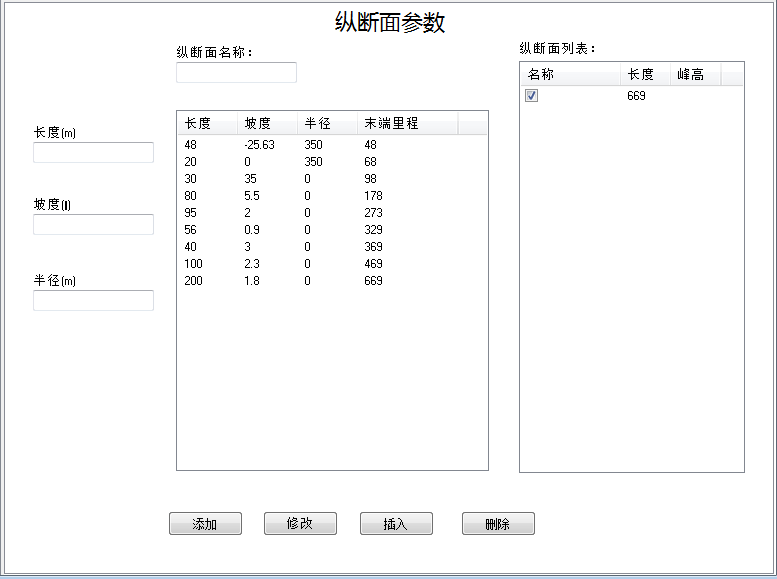 纵断面参数
纵断面名称：
纵断面列表：
名称 长度 峰高
669
长度(m)
坡度(‖)
半径(m)
长度 坡度 半径 末端里程
48 -25.63 350 48
20 0 350 68
30 35 0 98
80 5.5 0 178
95 2 0 273
56 0.9 0 329
40 3 0 369
100 2.3 0 469
200 1.8 0 669
添加 修改 插入 删除